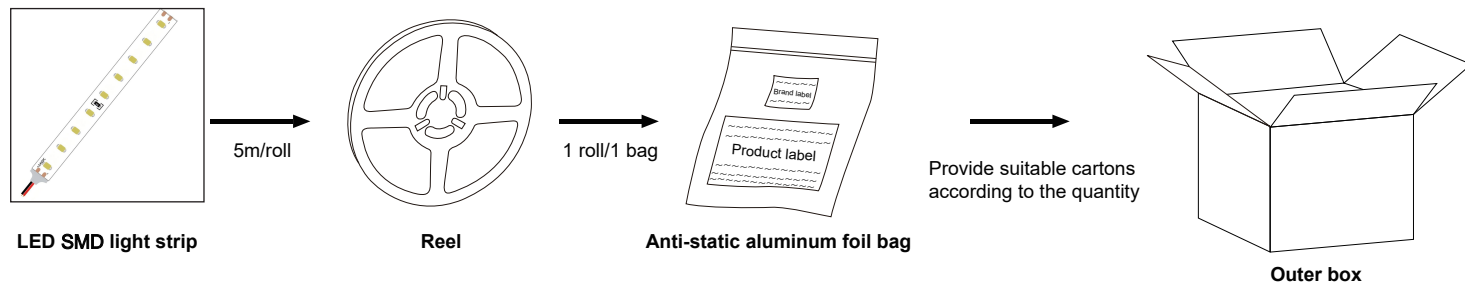 5m/roll
1 roll/1 bag
Brand label
Product label
Provide suitable cartons
according to the quantity
LED SMD light strip
Reel
Anti-static aluminum foil bag
Outer box